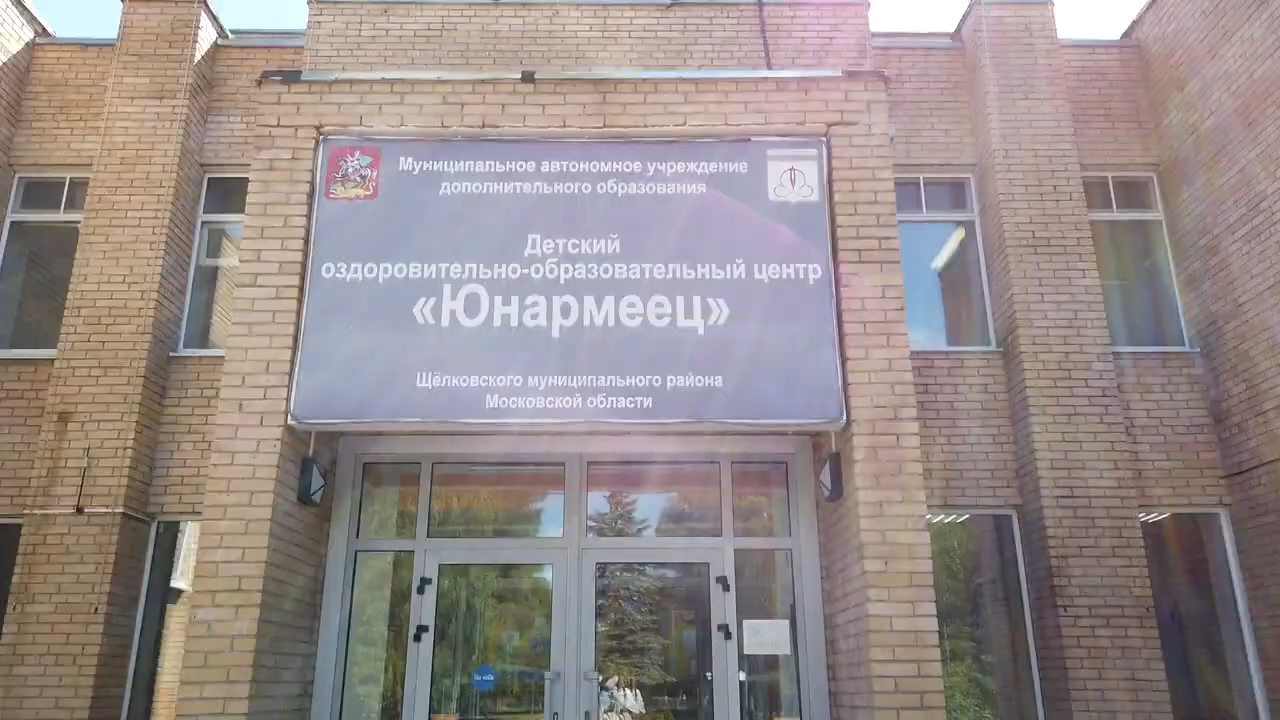 Муниципальное автономное учреждение
дополнительного образования
Детский
оздоровительно-образовательный центр
«Юнармеец»
Щёлковского муниципального района
Московской области